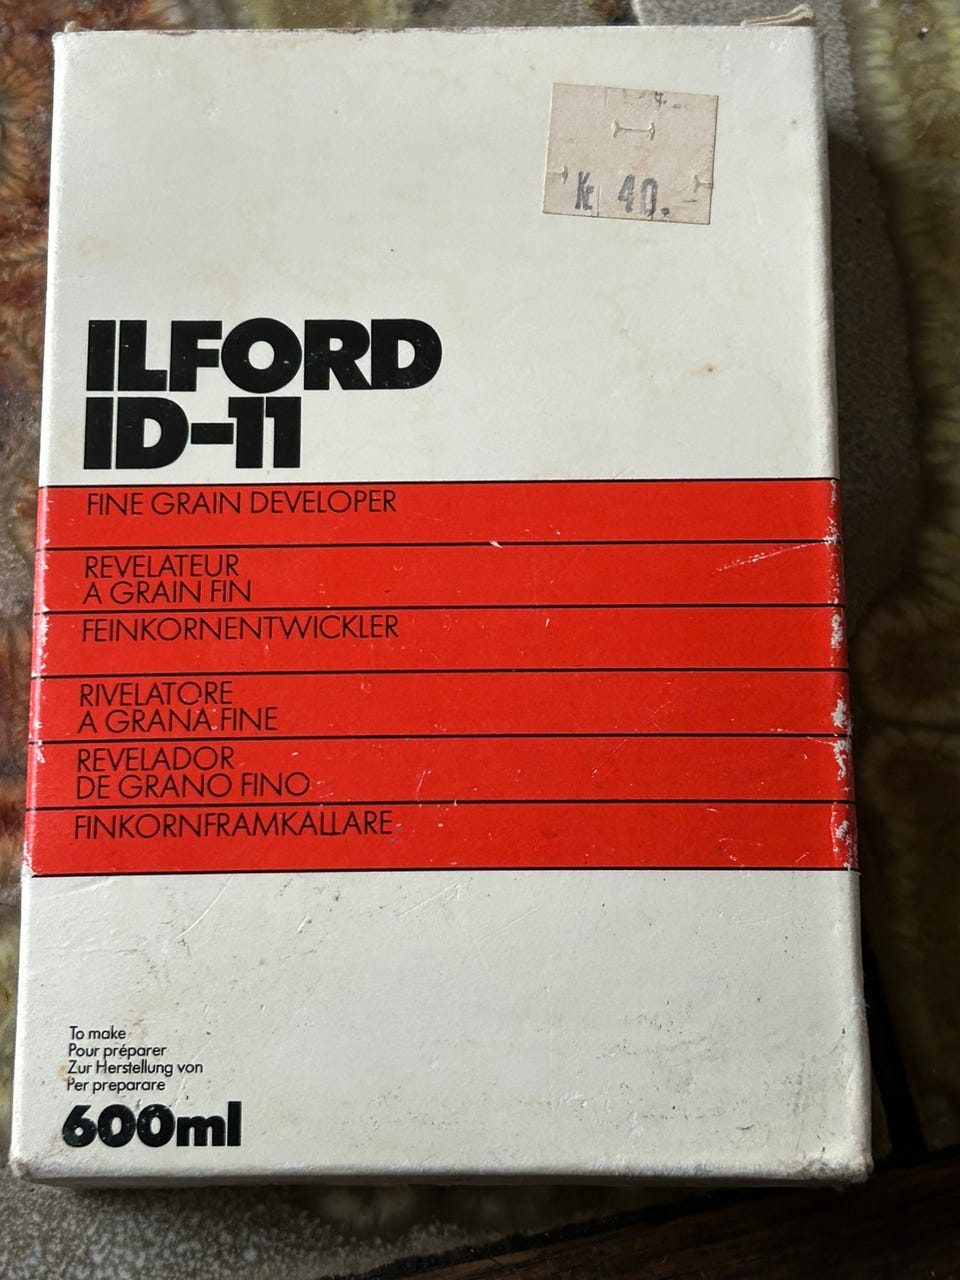 Kr 40.-
ILFORD
ID-11
FINE GRAIN DEVELOPER
REVELATEUR
A GRAIN FIN
FEINKORNENTWICKLER
RIVELATORE
A GRANA FINE
REVELADOR
DE GRANO FINO
FINKORNFRAMKALLARE
To make
Pour préparer
Zur Herstellung von
Per preparare
600ml